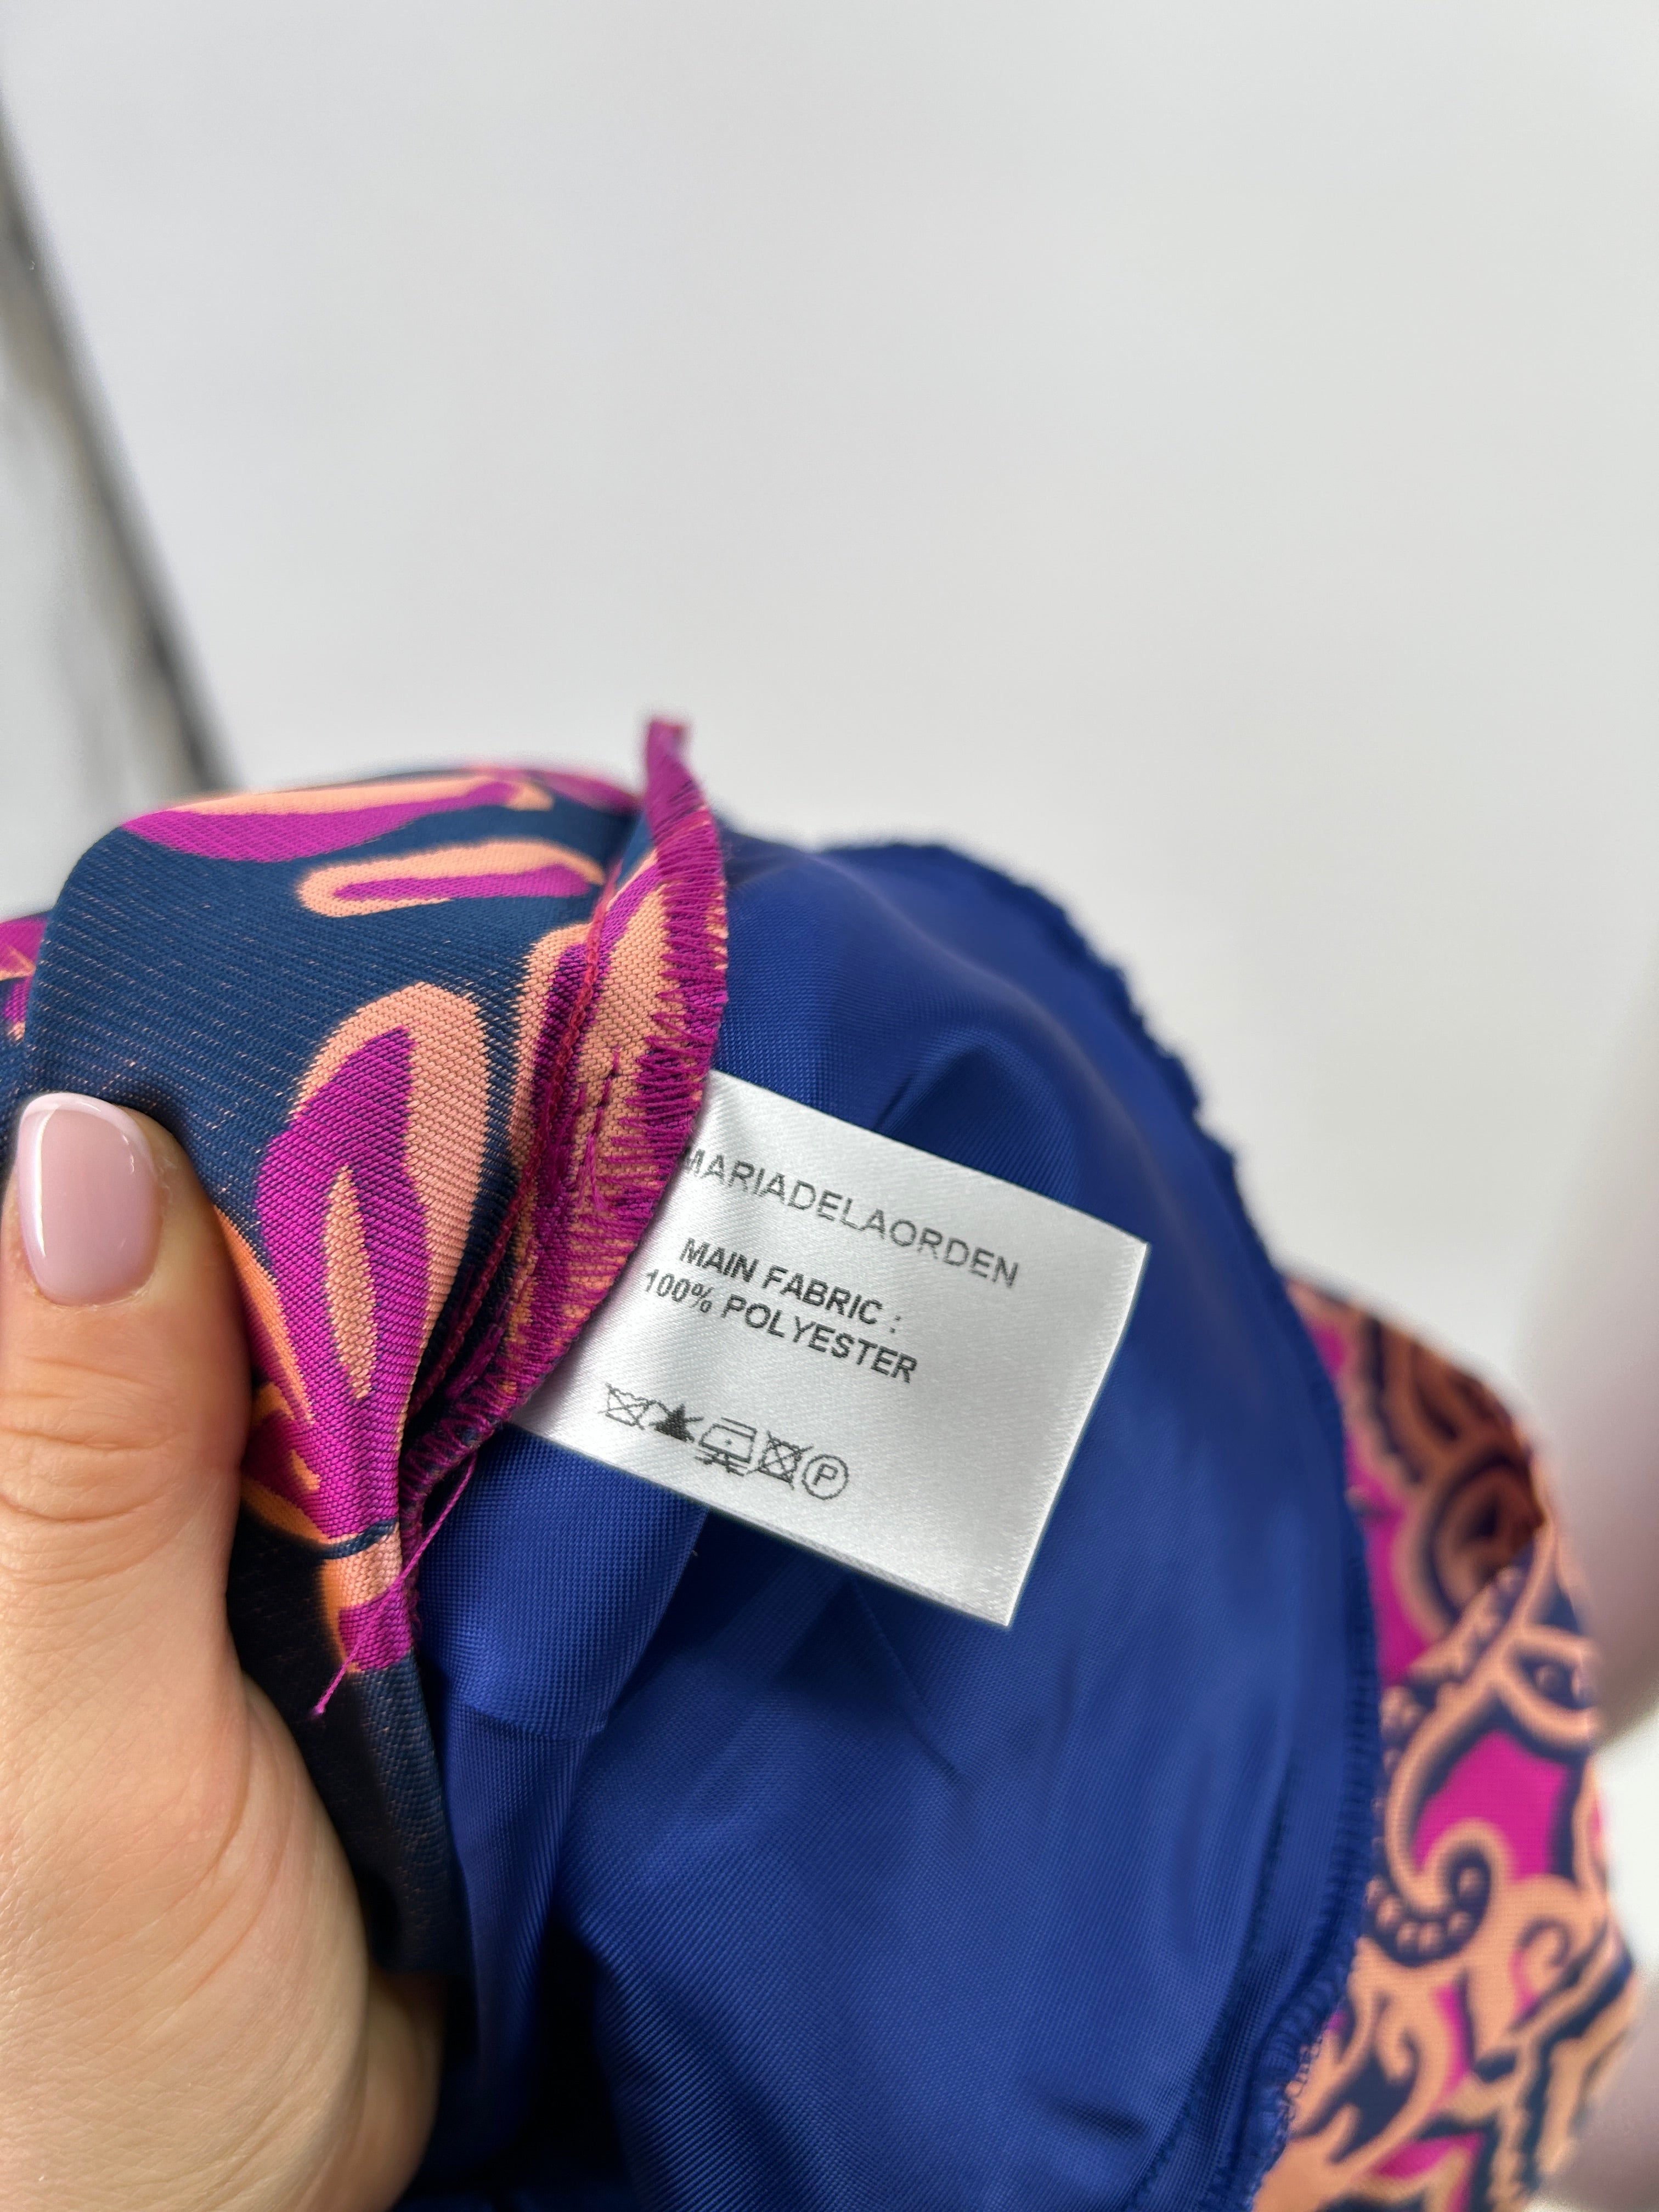 MARIADELAORDEN
MAIN FABRIC :
100% POLYESTER
P